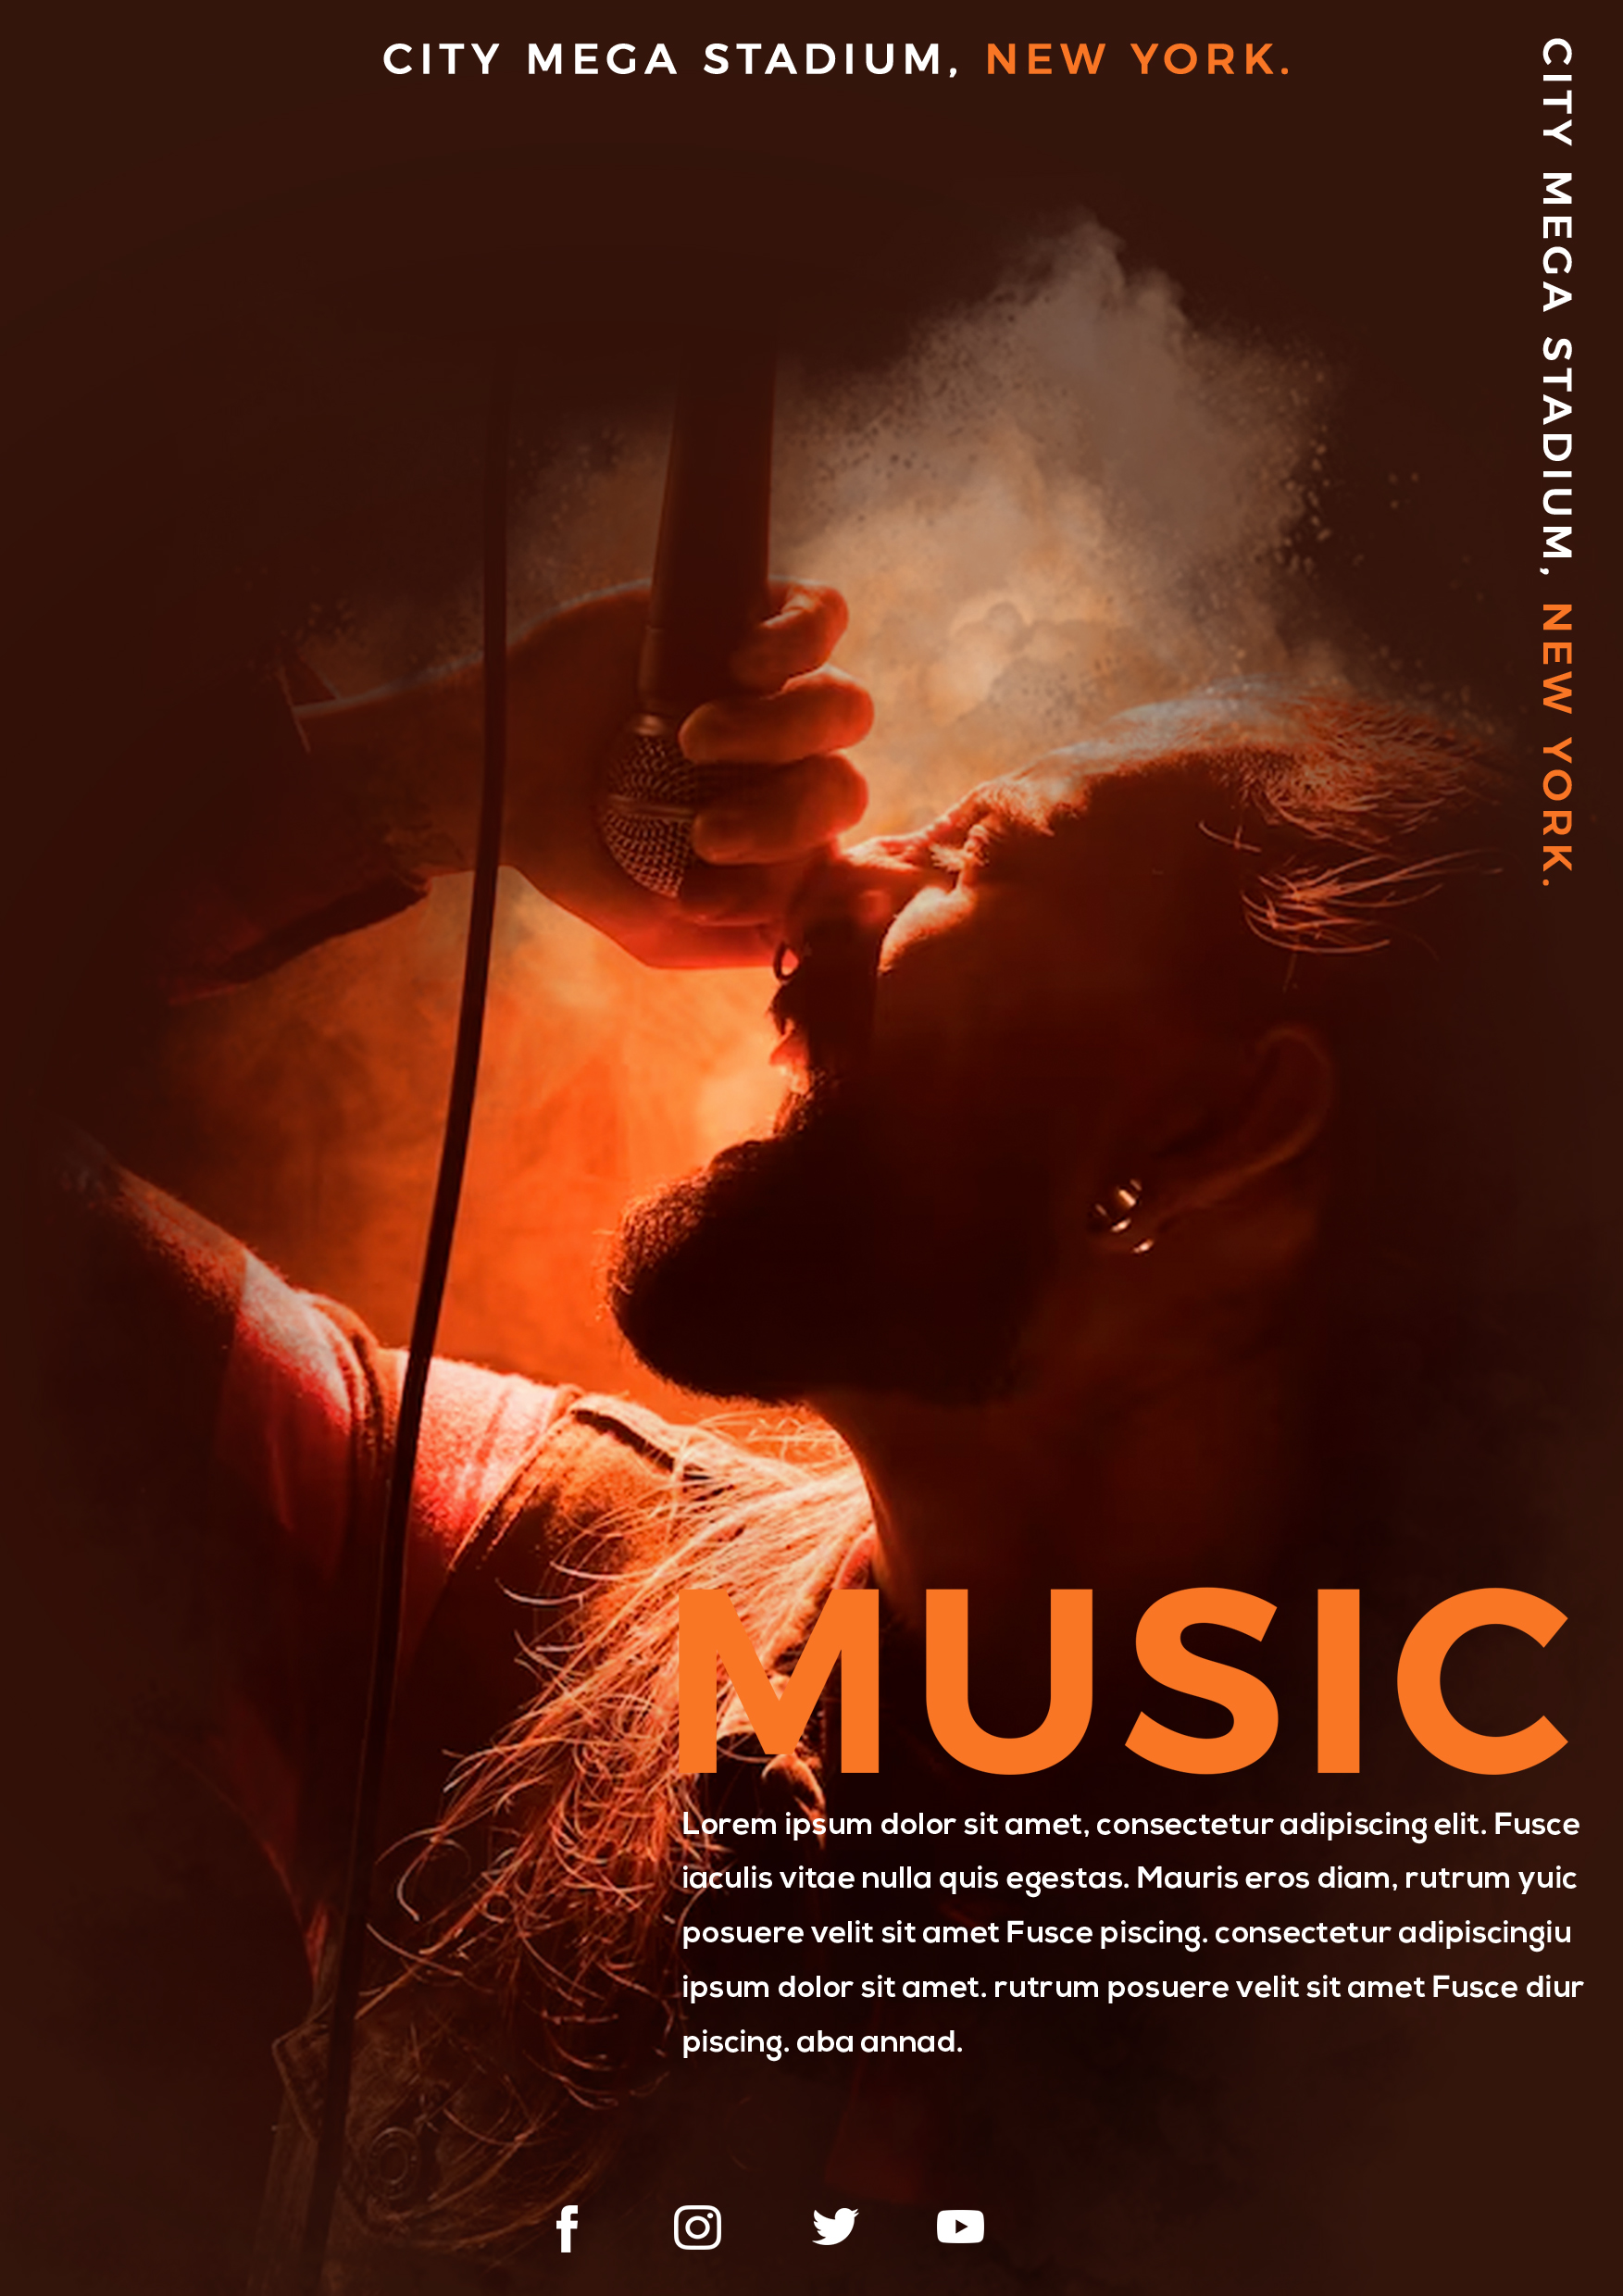 CITY MEGA STADIUM, NEW YORK.
CITY MEGA STADIUM, NEW YORK.
MUSIC
Lorem ipsum dolor sit amet, consectetur adipiscing elit. Fusce
iaculis vitae nulla quis egestas. Mauris eros diam, rutrum yuic
posuere velit sit amet Fusce piscing. consectetur adipiscingiu
ipsum dolor sit amet. rutrum posuere velit sit amet Fusce diur
piscing. aba annad.